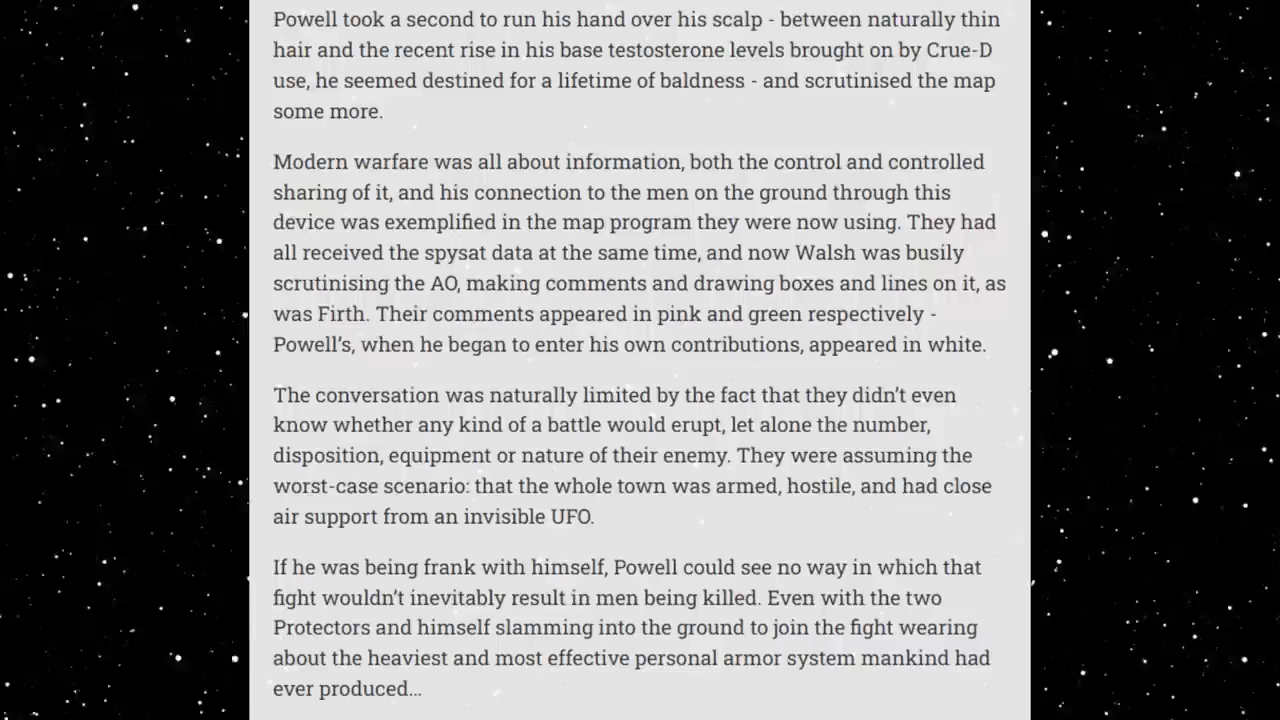 Powell took a second to run his hand over his scalp - between naturally thin
hair and the recent rise in his base testosterone levels brought on by Crue-D
use, he seemed destined for a lifetime of baldness - and scrutinised the map
some more.
Modern warfare was all about information, both the control and controlled
sharing of it, and his connection to the men on the ground through this
device was exemplified in the map program they were now using. They had
all received the spysat data at the same time, and now Walsh was busily
scrutinising the AO, making comments and drawing boxes and lines on it, as
was Firth. Their comments appeared in pink and green respectively -
Powell’s, when he began to enter his own contributions, appeared in white.
The conversation was naturally limited by the fact that they didn’t even
know whether any kind of a battle would erupt, let alone the number,
disposition, equipment or nature of their enemy. They were assuming the
worst-case scenario: that the whole town was armed, hostile, and had close
air support from an invisible UFO.
If he was being frank with himself, Powell could see no way in which that
fight wouldn’t inevitably result in men being killed. Even with the two
Protectors and himself slamming into the ground to join the fight wearing
about the heaviest and most effective personal armor system mankind had
ever produced…